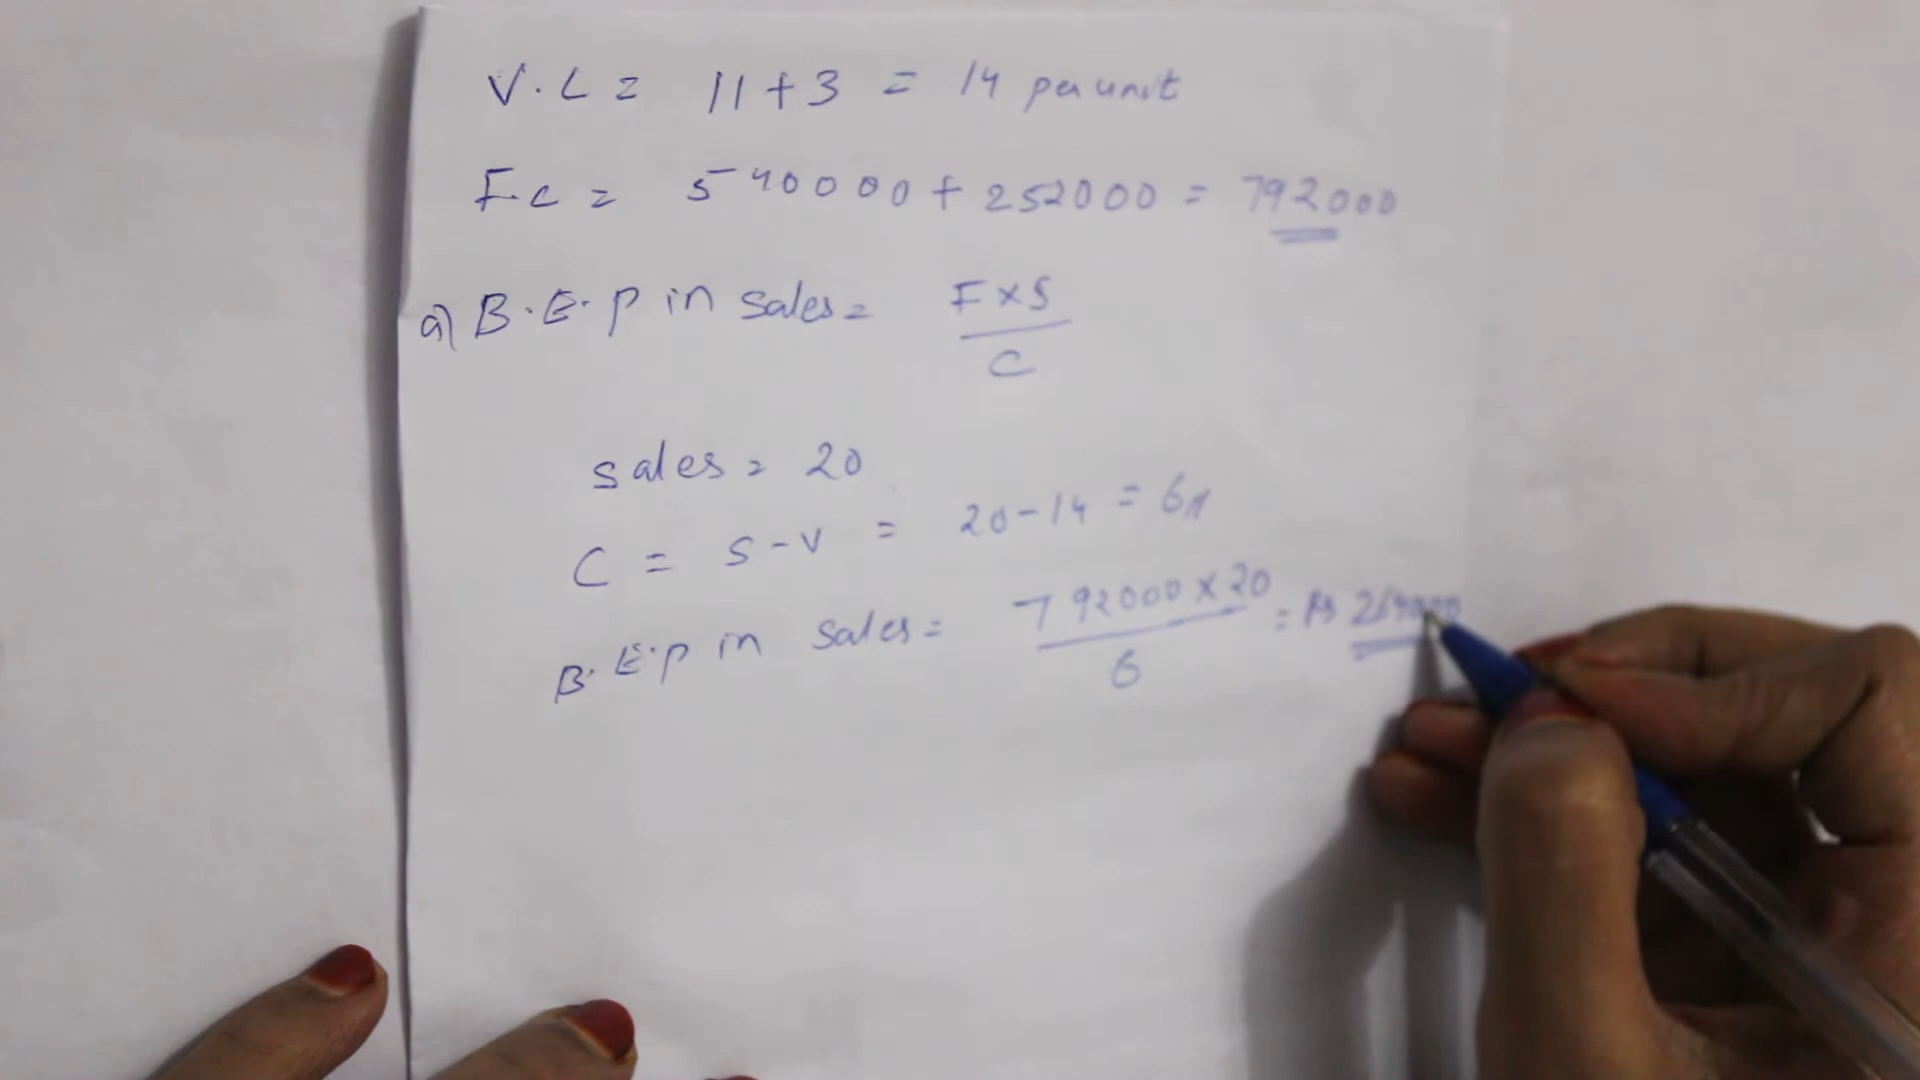 V.C = 11 + 3 = 14 per unit
F.C = 540000 + 252000 = 792000
a) B.E.P in sales = F x S
C
sales = 20
C = S - V = 20 - 14 = 6
B.E.P in sales = 792000 x 20 = Rs
6